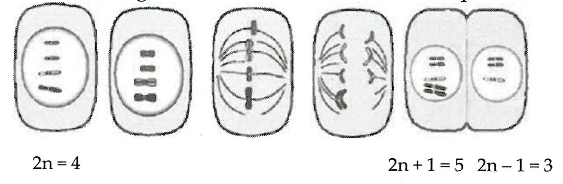 2n = 4
2n + 1 = 5 2n – 1 = 3